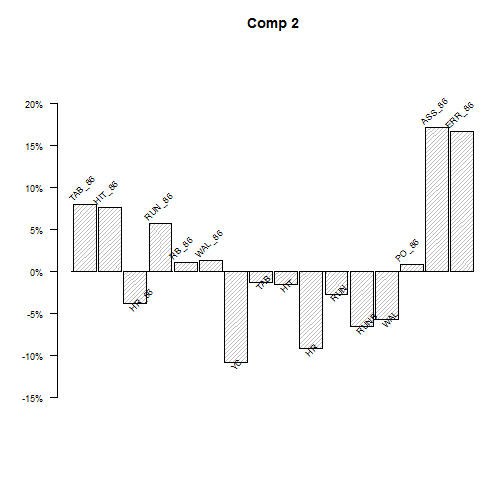 Comp 2
20%
15%
10%
5%
0%
-5%
-10%
-15%
TAB_86
HIT_86
HR_86
RUN_86
RB_86
WAL_86
YC
TAB
HIT
HR
RUN
RUNB
WAL
PO_86
ASS_86
ERR_86